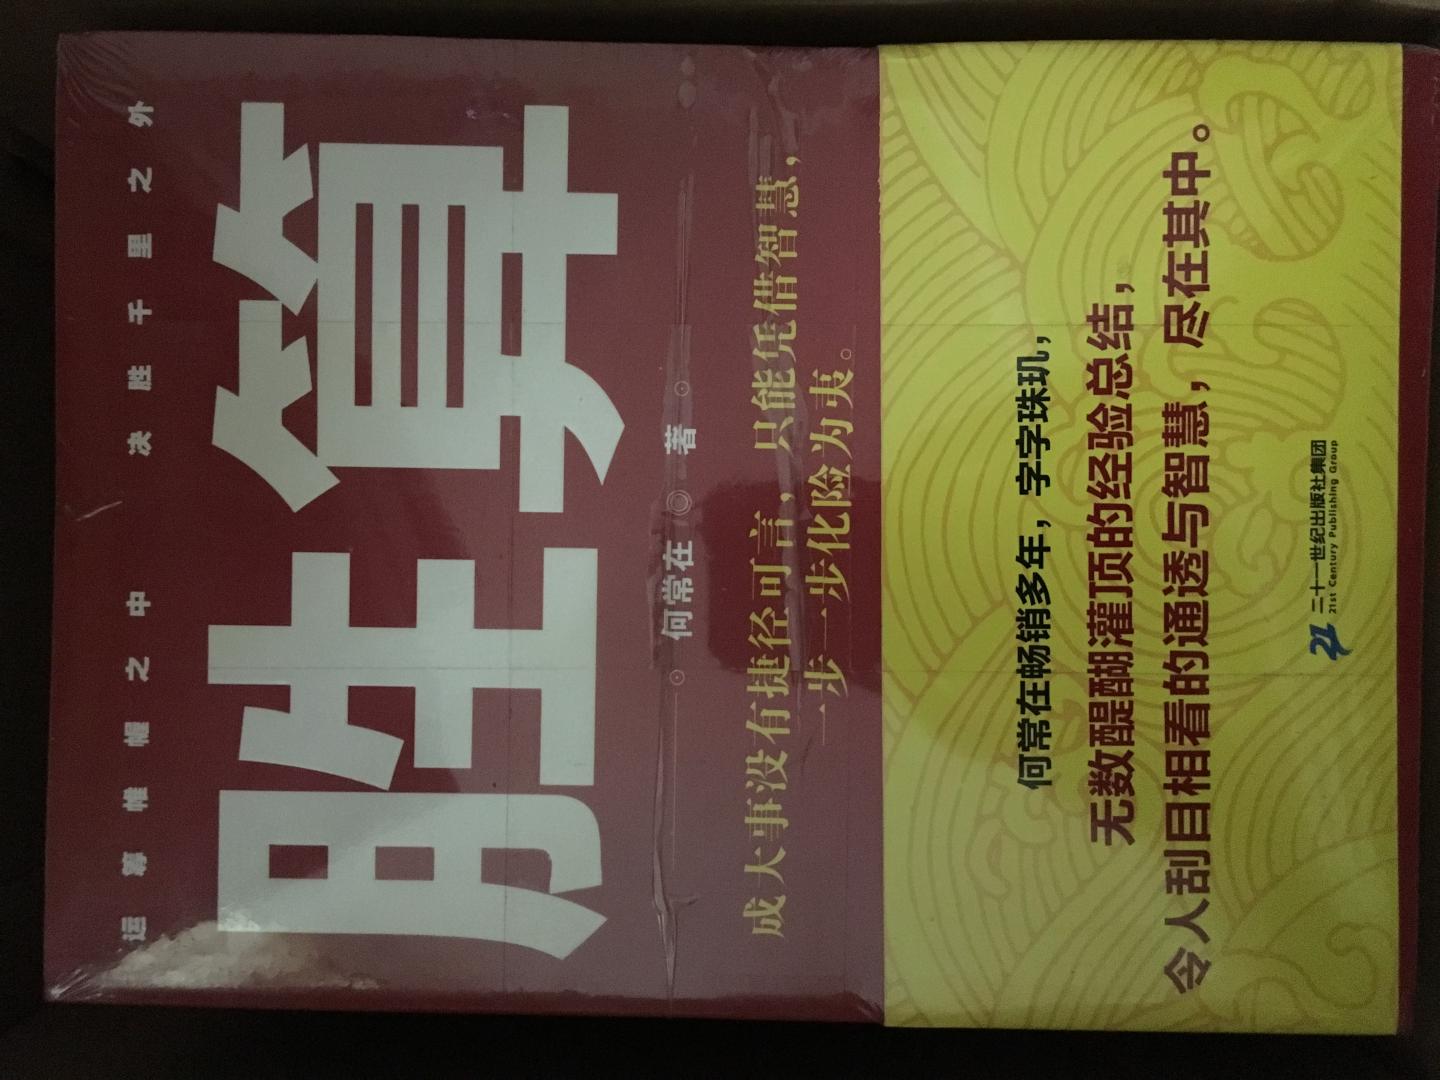 运筹帷幄之中 决胜千里之外
胜算
何常在 著
成大事没有捷径可言，只能凭借智慧，
一步一步化险为夷。
何常在畅销多年，字字珠玑，
无数醍醐灌顶的经验总结，
令人刮目相看的通透与智慧，尽在其中。
二十一世纪出版社集团
21st Century Publishing Group